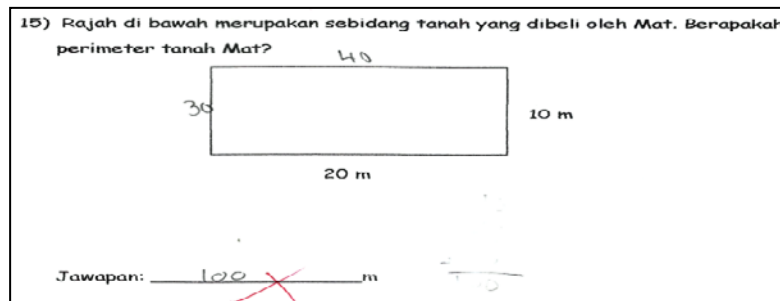 15) Rajah di bawah merupakan sebidang tanah yang dibeli oleh Mat. Berapakah
perimeter tanah Mat?
40
30
10 m
20 m
Jawapan: 100 m